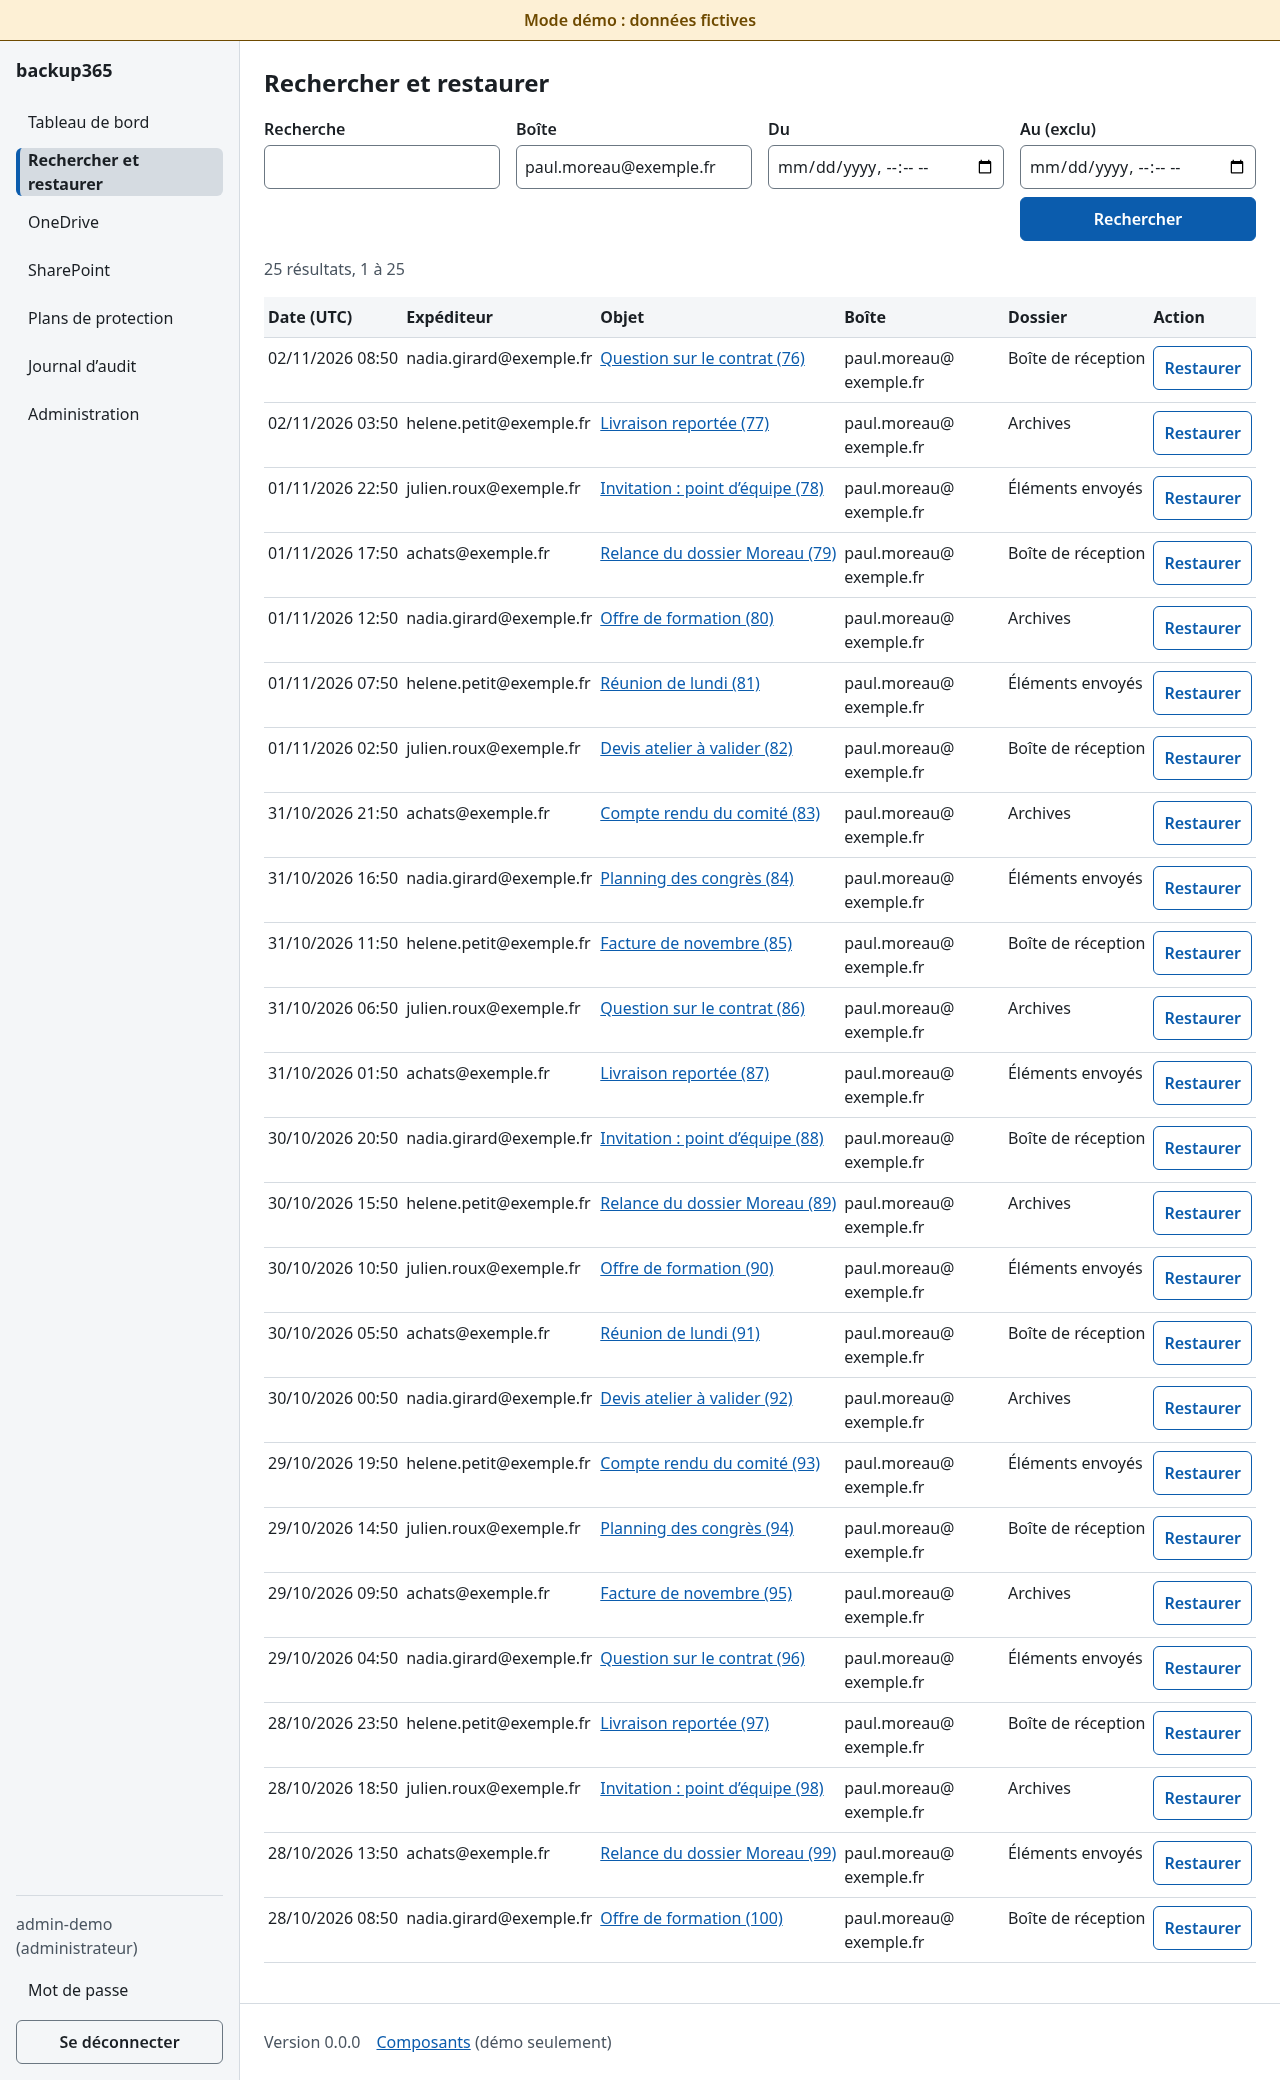 Mode démo : données fictives
backup365
Tableau de bord
Rechercher et
restaurer
OneDrive
SharePoint
Plans de protection
Journal d’audit
Administration
admin-demo
(administrateur)
Mot de passe
Se déconnecter
Rechercher et restaurer
Recherche Boîte Du Au (exclu)
paul.moreau@exemple.fr mm/dd/yyyy, --:-- -- mm/dd/yyyy, --:-- --
Rechercher
25 résultats, 1 à 25
Date (UTC) Expéditeur Objet Boîte Dossier Action
02/11/2026 08:50 nadia.girard@exemple.fr Question sur le contrat (76) paul.moreau@ Boîte de réception Restaurer
exemple.fr
02/11/2026 03:50 helene.petit@exemple.fr Livraison reportée (77) paul.moreau@ Archives Restaurer
exemple.fr
01/11/2026 22:50 julien.roux@exemple.fr Invitation : point d’équipe (78) paul.moreau@ Éléments envoyés Restaurer
exemple.fr
01/11/2026 17:50 achats@exemple.fr Relance du dossier Moreau (79) paul.moreau@ Boîte de réception Restaurer
exemple.fr
01/11/2026 12:50 nadia.girard@exemple.fr Offre de formation (80) paul.moreau@ Archives Restaurer
exemple.fr
01/11/2026 07:50 helene.petit@exemple.fr Réunion de lundi (81) paul.moreau@ Éléments envoyés Restaurer
exemple.fr
01/11/2026 02:50 julien.roux@exemple.fr Devis atelier à valider (82) paul.moreau@ Boîte de réception Restaurer
exemple.fr
31/10/2026 21:50 achats@exemple.fr Compte rendu du comité (83) paul.moreau@ Archives Restaurer
exemple.fr
31/10/2026 16:50 nadia.girard@exemple.fr Planning des congrès (84) paul.moreau@ Éléments envoyés Restaurer
exemple.fr
31/10/2026 11:50 helene.petit@exemple.fr Facture de novembre (85) paul.moreau@ Boîte de réception Restaurer
exemple.fr
31/10/2026 06:50 julien.roux@exemple.fr Question sur le contrat (86) paul.moreau@ Archives Restaurer
exemple.fr
31/10/2026 01:50 achats@exemple.fr Livraison reportée (87) paul.moreau@ Éléments envoyés Restaurer
exemple.fr
30/10/2026 20:50 nadia.girard@exemple.fr Invitation : point d’équipe (88) paul.moreau@ Boîte de réception Restaurer
exemple.fr
30/10/2026 15:50 helene.petit@exemple.fr Relance du dossier Moreau (89) paul.moreau@ Archives Restaurer
exemple.fr
30/10/2026 10:50 julien.roux@exemple.fr Offre de formation (90) paul.moreau@ Éléments envoyés Restaurer
exemple.fr
30/10/2026 05:50 achats@exemple.fr Réunion de lundi (91) paul.moreau@ Boîte de réception Restaurer
exemple.fr
30/10/2026 00:50 nadia.girard@exemple.fr Devis atelier à valider (92) paul.moreau@ Archives Restaurer
exemple.fr
29/10/2026 19:50 helene.petit@exemple.fr Compte rendu du comité (93) paul.moreau@ Éléments envoyés Restaurer
exemple.fr
29/10/2026 14:50 julien.roux@exemple.fr Planning des congrès (94) paul.moreau@ Boîte de réception Restaurer
exemple.fr
29/10/2026 09:50 achats@exemple.fr Facture de novembre (95) paul.moreau@ Archives Restaurer
exemple.fr
29/10/2026 04:50 nadia.girard@exemple.fr Question sur le contrat (96) paul.moreau@ Éléments envoyés Restaurer
exemple.fr
28/10/2026 23:50 helene.petit@exemple.fr Livraison reportée (97) paul.moreau@ Boîte de réception Restaurer
exemple.fr
28/10/2026 18:50 julien.roux@exemple.fr Invitation : point d’équipe (98) paul.moreau@ Archives Restaurer
exemple.fr
28/10/2026 13:50 achats@exemple.fr Relance du dossier Moreau (99) paul.moreau@ Éléments envoyés Restaurer
exemple.fr
28/10/2026 08:50 nadia.girard@exemple.fr Offre de formation (100) paul.moreau@ Boîte de réception Restaurer
exemple.fr
Version 0.0.0 Composants (démo seulement)